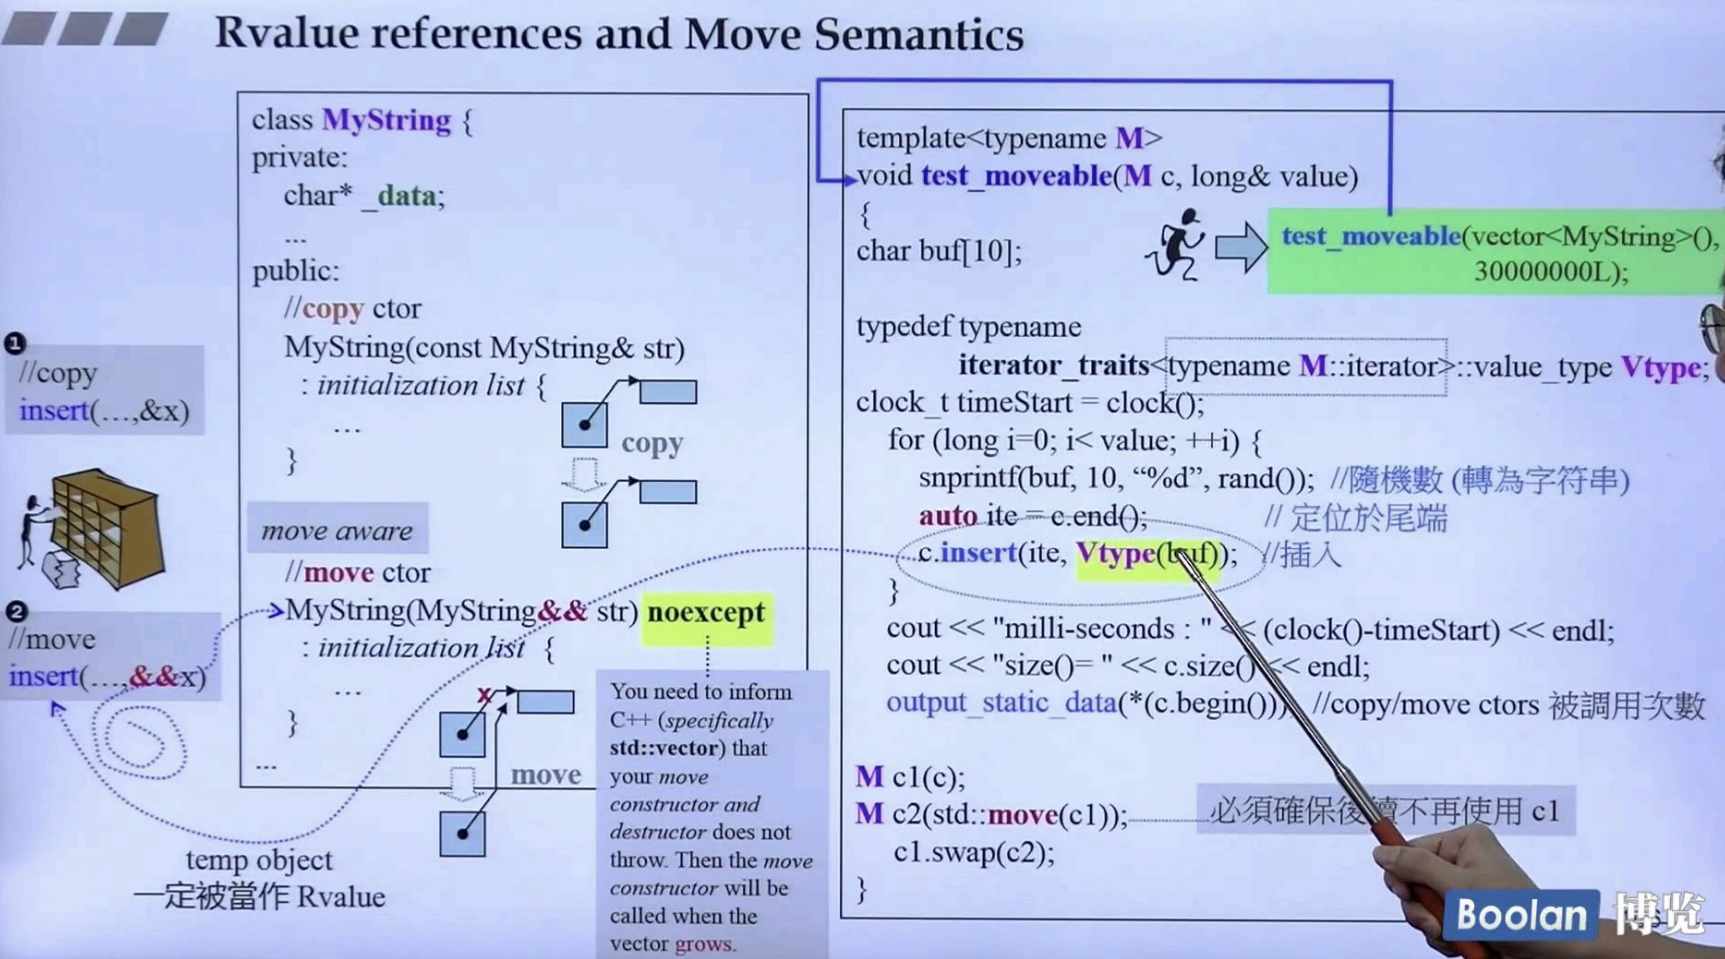 Rvalue references and Move Semantics
class MyString {
private:
char* _data;
...
public:
//copy ctor
MyString(const MyString& str)
: initialization list {
...
}
copy
move aware
//move ctor
MyString(MyString&& str) noexcept
: initialization list {
...
}
...
x
move
❶
//copy
insert(…,&x)
❷
//move
insert(…,&&x)
temp object
一定被當作 Rvalue
You need to inform
C++ (specifically
std::vector) that
your move
constructor and
destructor does not
throw. Then the move
constructor will be
called when the
vector grows.
template<typename M>
void test_moveable(M c, long& value)
{
char buf[10];
test_moveable(vector<MyString>(),
30000000L);
typedef typename
iterator_traits<typename M::iterator>::value_type Vtype;
clock_t timeStart = clock();
for (long i=0; i< value; ++i) {
snprintf(buf, 10, “%d”, rand()); //隨機數 (轉為字符串)
auto ite = c.end(); // 定位於尾端
c.insert(ite, Vtype(buf)); //插入
}
cout << "milli-seconds : " << (clock()-timeStart) << endl;
cout << "size()= " << c.size() << endl;
output_static_data(*(c.begin())) //copy/move ctors 被調用次數
M c1(c);
M c2(std::move(c1)); 必須確保後續不再使用 c1
c1.swap(c2);
}
Boolan 博览